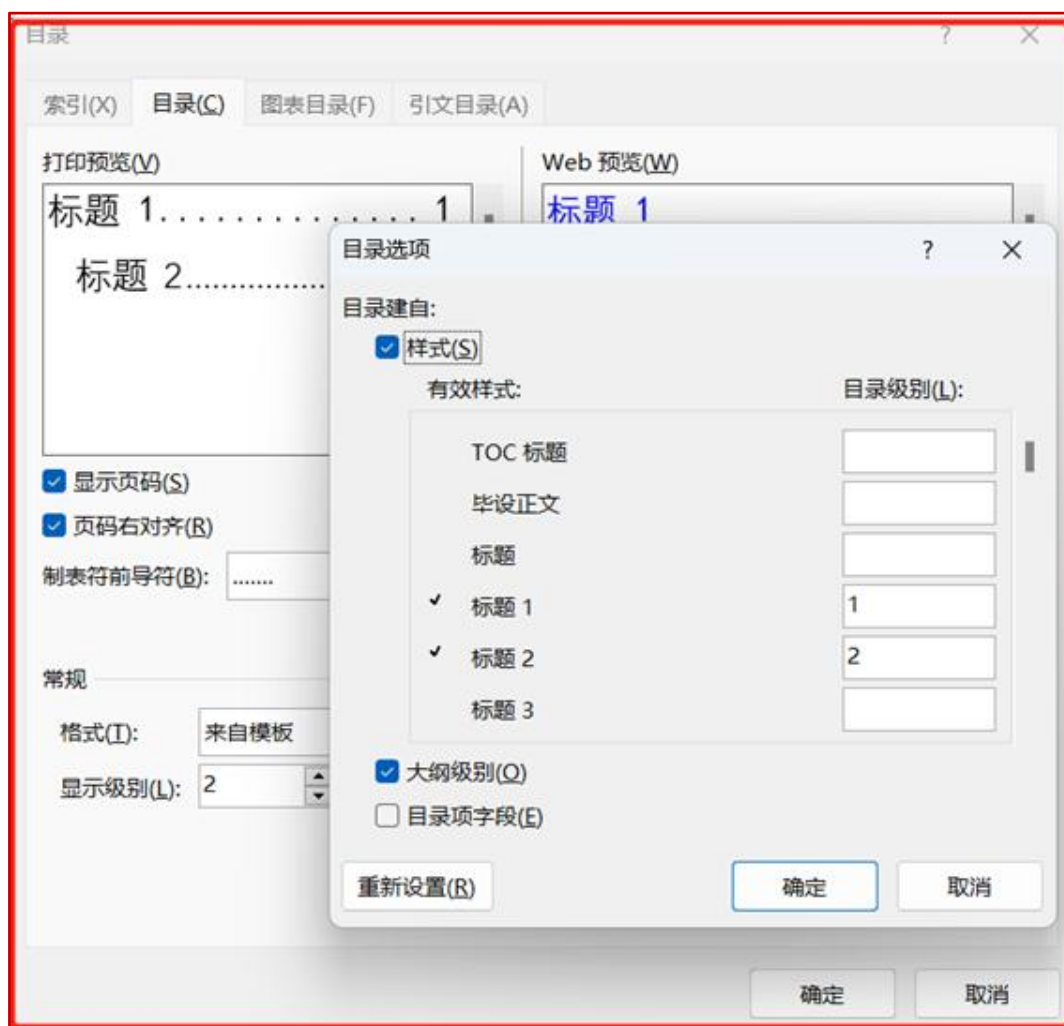 目录
索引(X) 目录(C) 图表目录(F) 引文目录(A)
打印预览(V)
标题 1.............. 1
标题 2...............
Web 预览(W)
标题 1
显示页码(S)
页码右对齐(R)
制表符前导符(B): .......
常规
格式(T): 来自模板
显示级别(L): 2
目录选项
目录建自:
样式(S)
有效样式: 目录级别(L):
TOC 标题
毕设正文
标题
标题 1 1
标题 2 2
标题 3
大纲级别(O)
目录项字段(E)
重新设置(R) 确定 取消
确定 取消